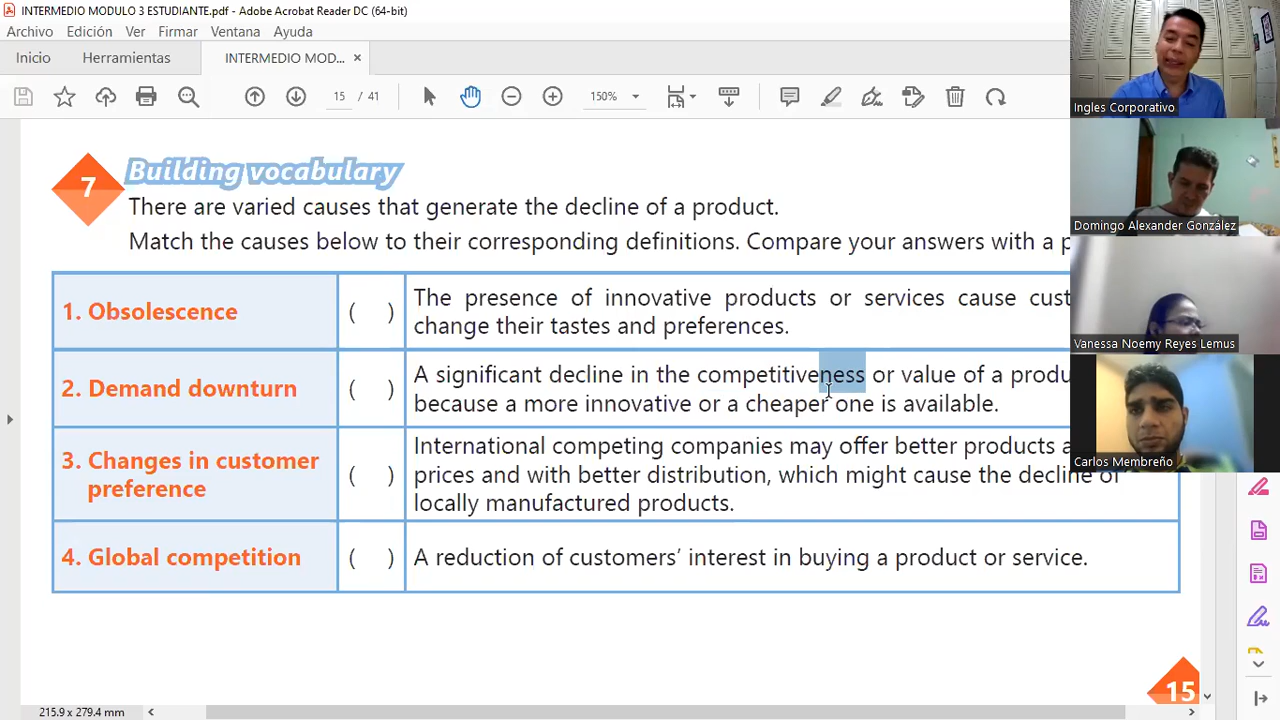 INTERMEDIO MODULO 3 ESTUDIANTE.pdf - Adobe Acrobat Reader DC (64-bit)
Archivo Edición Ver Firmar Ventana Ayuda
Inicio Herramientas INTERMEDIO MOD... ×
15 / 41 150%
7 Building vocabulary
There are varied causes that generate the decline of a product.
Match the causes below to their corresponding definitions. Compare your answers with a
1. Obsolescence ( ) The presence of innovative products or services cause
change their tastes and preferences.
2. Demand downturn ( ) A significant decline in the competitiveness or value of a
because a more innovative or a cheaper one is available.
3. Changes in customer preference ( ) International competing companies may offer better products
prices and with better distribution, which might cause the decline of
locally manufactured products.
4. Global competition ( ) A reduction of customers’ interest in buying a product or service.
15
215.9 x 279.4 mm
Ingles Corporativo
Domingo Alexander González
Vanessa Noemy Reyes Lemus
Carlos Membreño